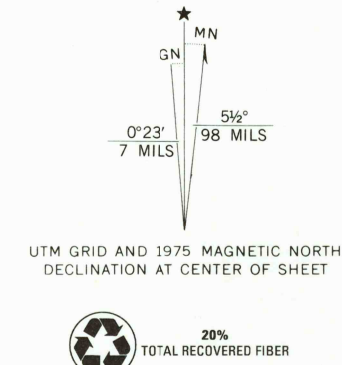 MN
GN
5½°
0°23′ 98 MILS
7 MILS
UTM GRID AND 1975 MAGNETIC NORTH
DECLINATION AT CENTER OF SHEET
20%
TOTAL RECOVERED FIBER